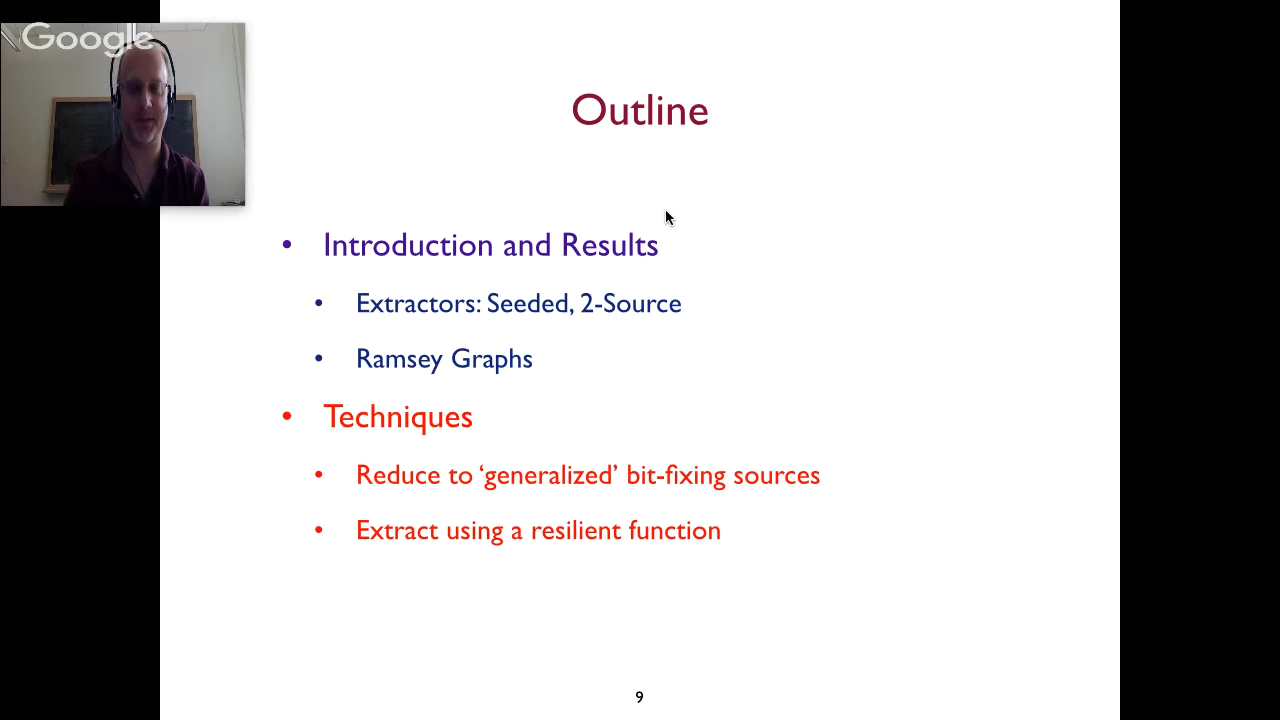 Google
Outline
• Introduction and Results
• Extractors: Seeded, 2-Source
• Ramsey Graphs
• Techniques
• Reduce to ‘generalized’ bit-fixing sources
• Extract using a resilient function
9